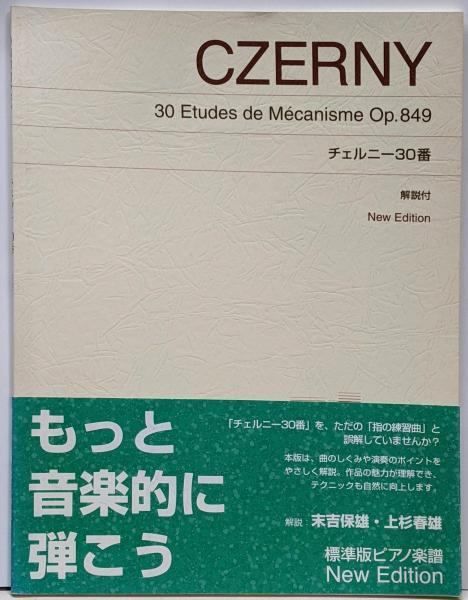 CZERNY
30 Etudes de Mécanisme Op.849
チェルニー30番
解説付
New Edition
もっと
音楽的に
弾こう
「チェルニー30番」を、ただの「指の練習曲」と
誤解していませんか？
本版は、曲のしくみや演奏のポイントを
やさしく解説。作品の魅力が理解でき、
テクニックも自然に向上します。
解説：末吉保雄・上杉春雄
標準版ピアノ楽譜
New Edition